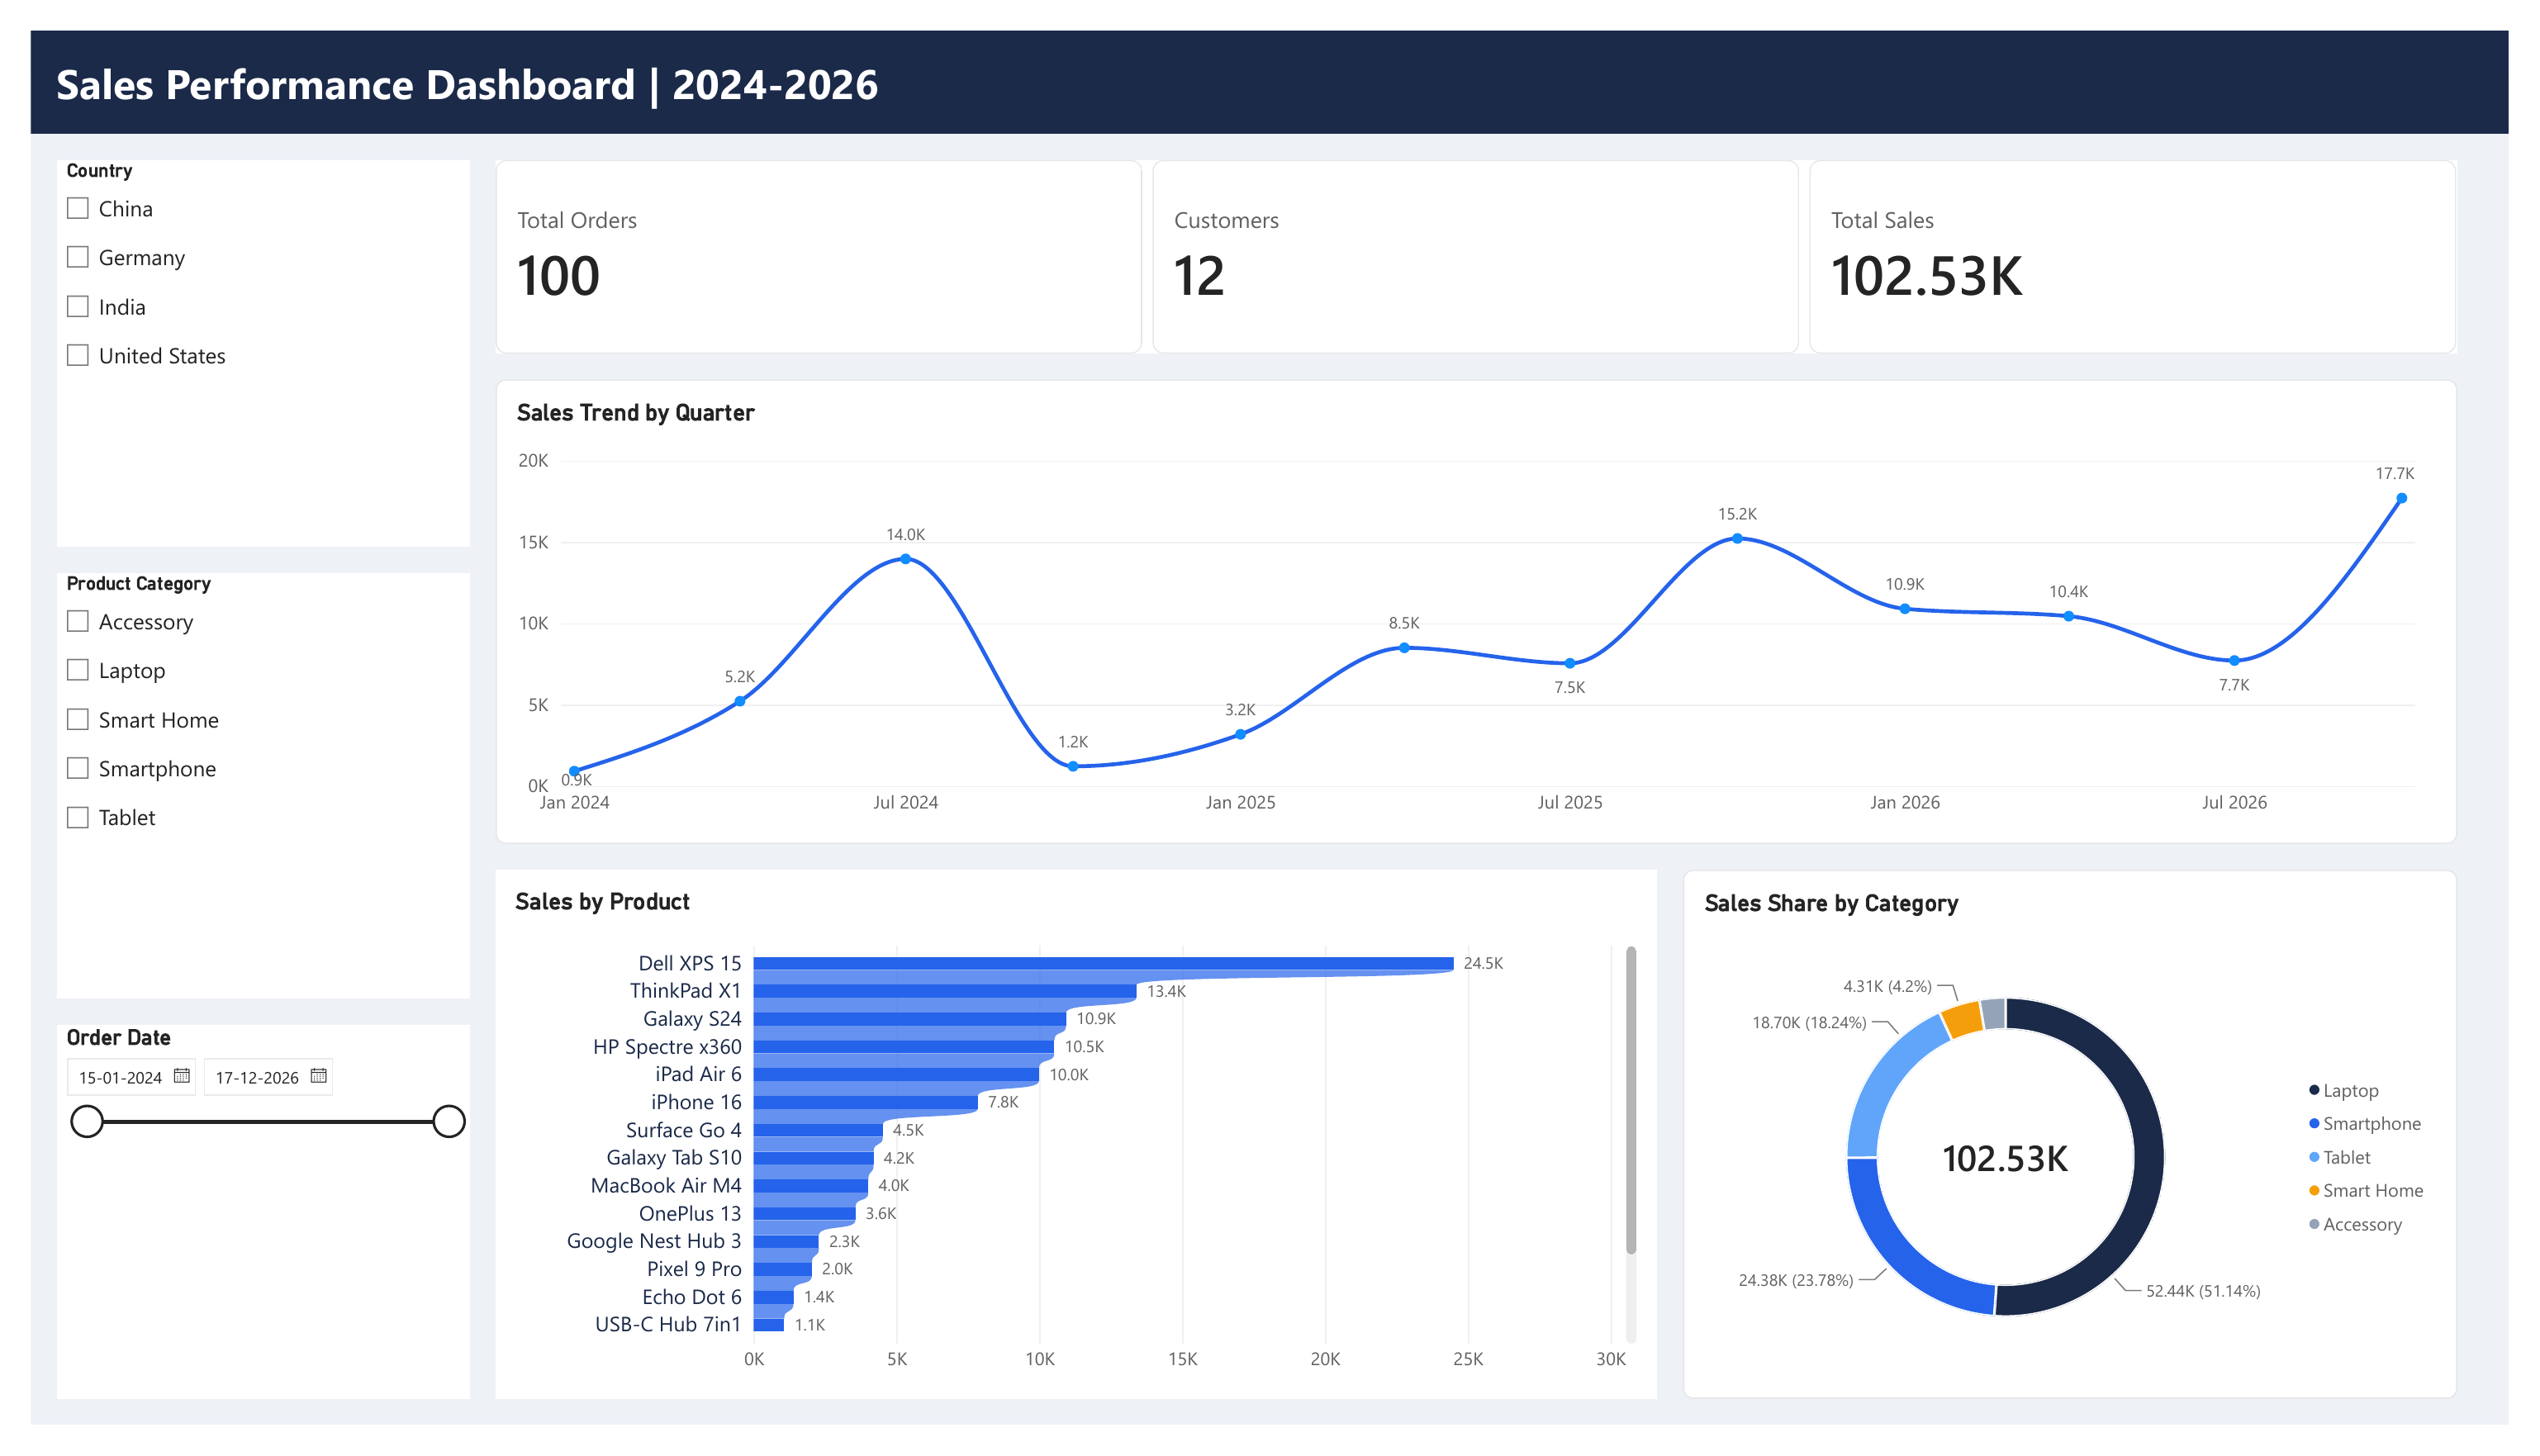 Sales Performance Dashboard | 2024-2026
Country
China
Germany
India
United States
Product Category
Accessory
Laptop
Smart Home
Smartphone
Tablet
Order Date
15-01-2024
17-12-2026
Total Orders
100
Customers
12
Total Sales
102.53K
Sales Trend by Quarter
20K
15K
10K
5K
0K
0.9K
5.2K
14.0K
1.2K
3.2K
8.5K
7.5K
15.2K
10.9K
10.4K
7.7K
17.7K
Jan 2024
Jul 2024
Jan 2025
Jul 2025
Jan 2026
Jul 2026
Sales by Product
Dell XPS 15 24.5K
ThinkPad X1 13.4K
Galaxy S24 10.9K
HP Spectre x360 10.5K
iPad Air 6 10.0K
iPhone 16 7.8K
Surface Go 4 4.5K
Galaxy Tab S10 4.2K
MacBook Air M4 4.0K
OnePlus 13 3.6K
Google Nest Hub 3 2.3K
Pixel 9 Pro 2.0K
Echo Dot 6 1.4K
USB-C Hub 7in1 1.1K
0K 5K 10K 15K 20K 25K 30K
Sales Share by Category
4.31K (4.2%)
18.70K (18.24%)
24.38K (23.78%)
52.44K (51.14%)
102.53K
Laptop
Smartphone
Tablet
Smart Home
Accessory